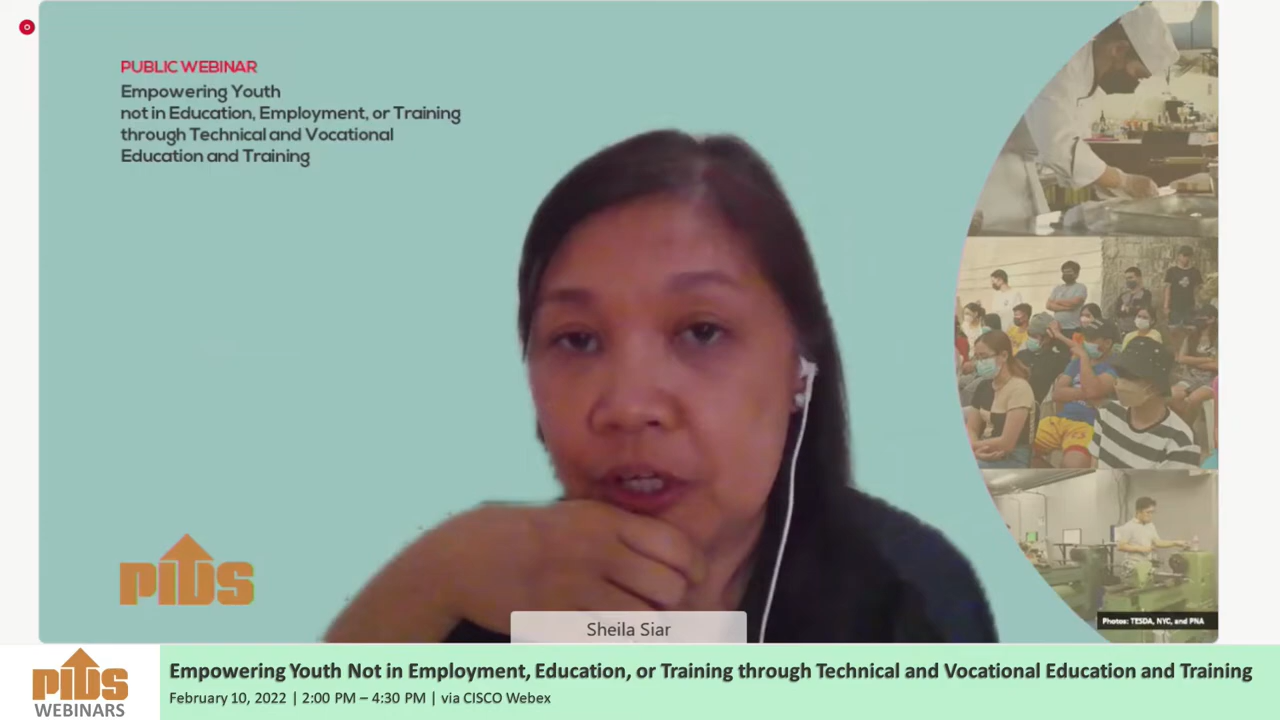 PUBLIC WEBINAR
Empowering Youth
not in Education, Employment, or Training
through Technical and Vocational
Education and Training
PIDS
Sheila Siar
Photos: TESDA, NYC, and PNA
PIDS
WEBINARS
Empowering Youth Not in Employment, Education, or Training through Technical and Vocational Education and Training
February 10, 2022 | 2:00 PM – 4:30 PM | via CISCO Webex